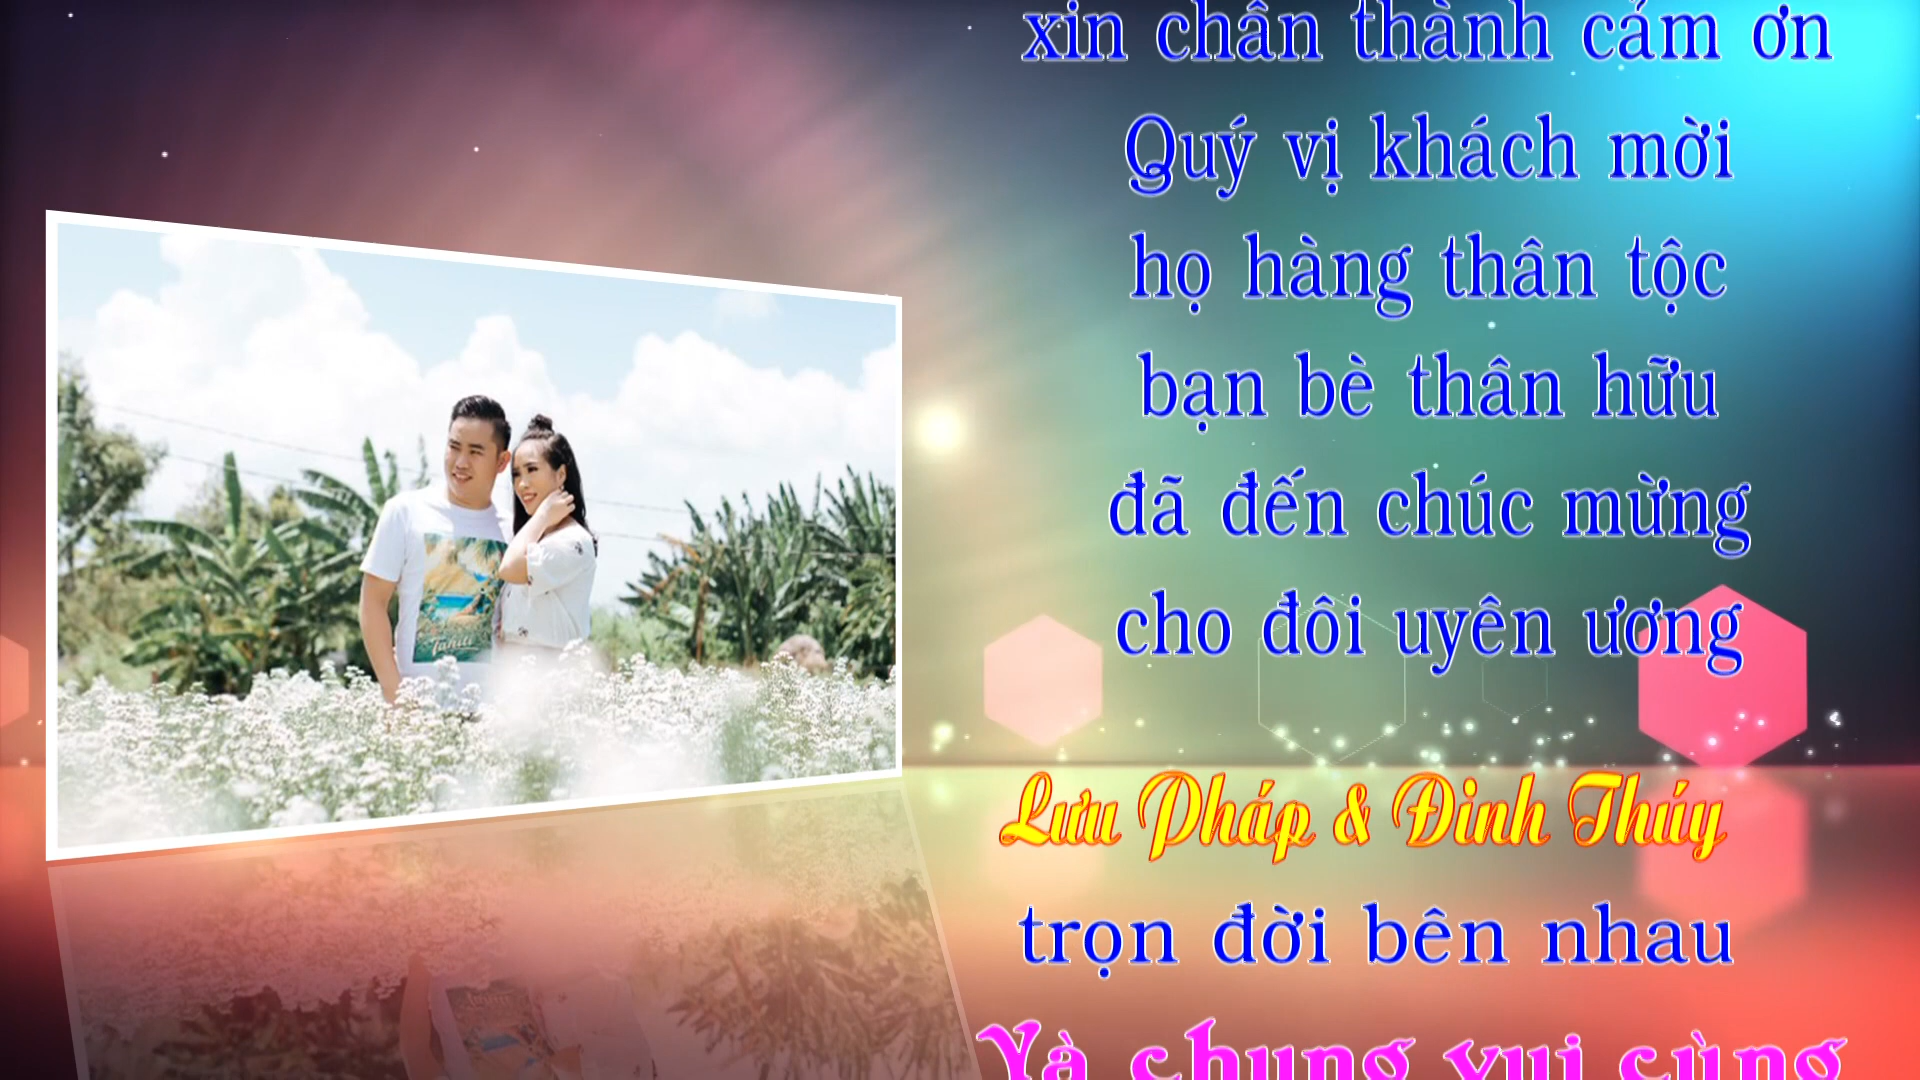 xin chân thành cảm ơn
Quý vị khách mời
họ hàng thân tộc
bạn bè thân hữu
đã đến chúc mừng
cho đôi uyên ương
Lưu Pháp & Đinh Thúy
trọn đời bên nhau
Và chung vui cùng
Tahiti